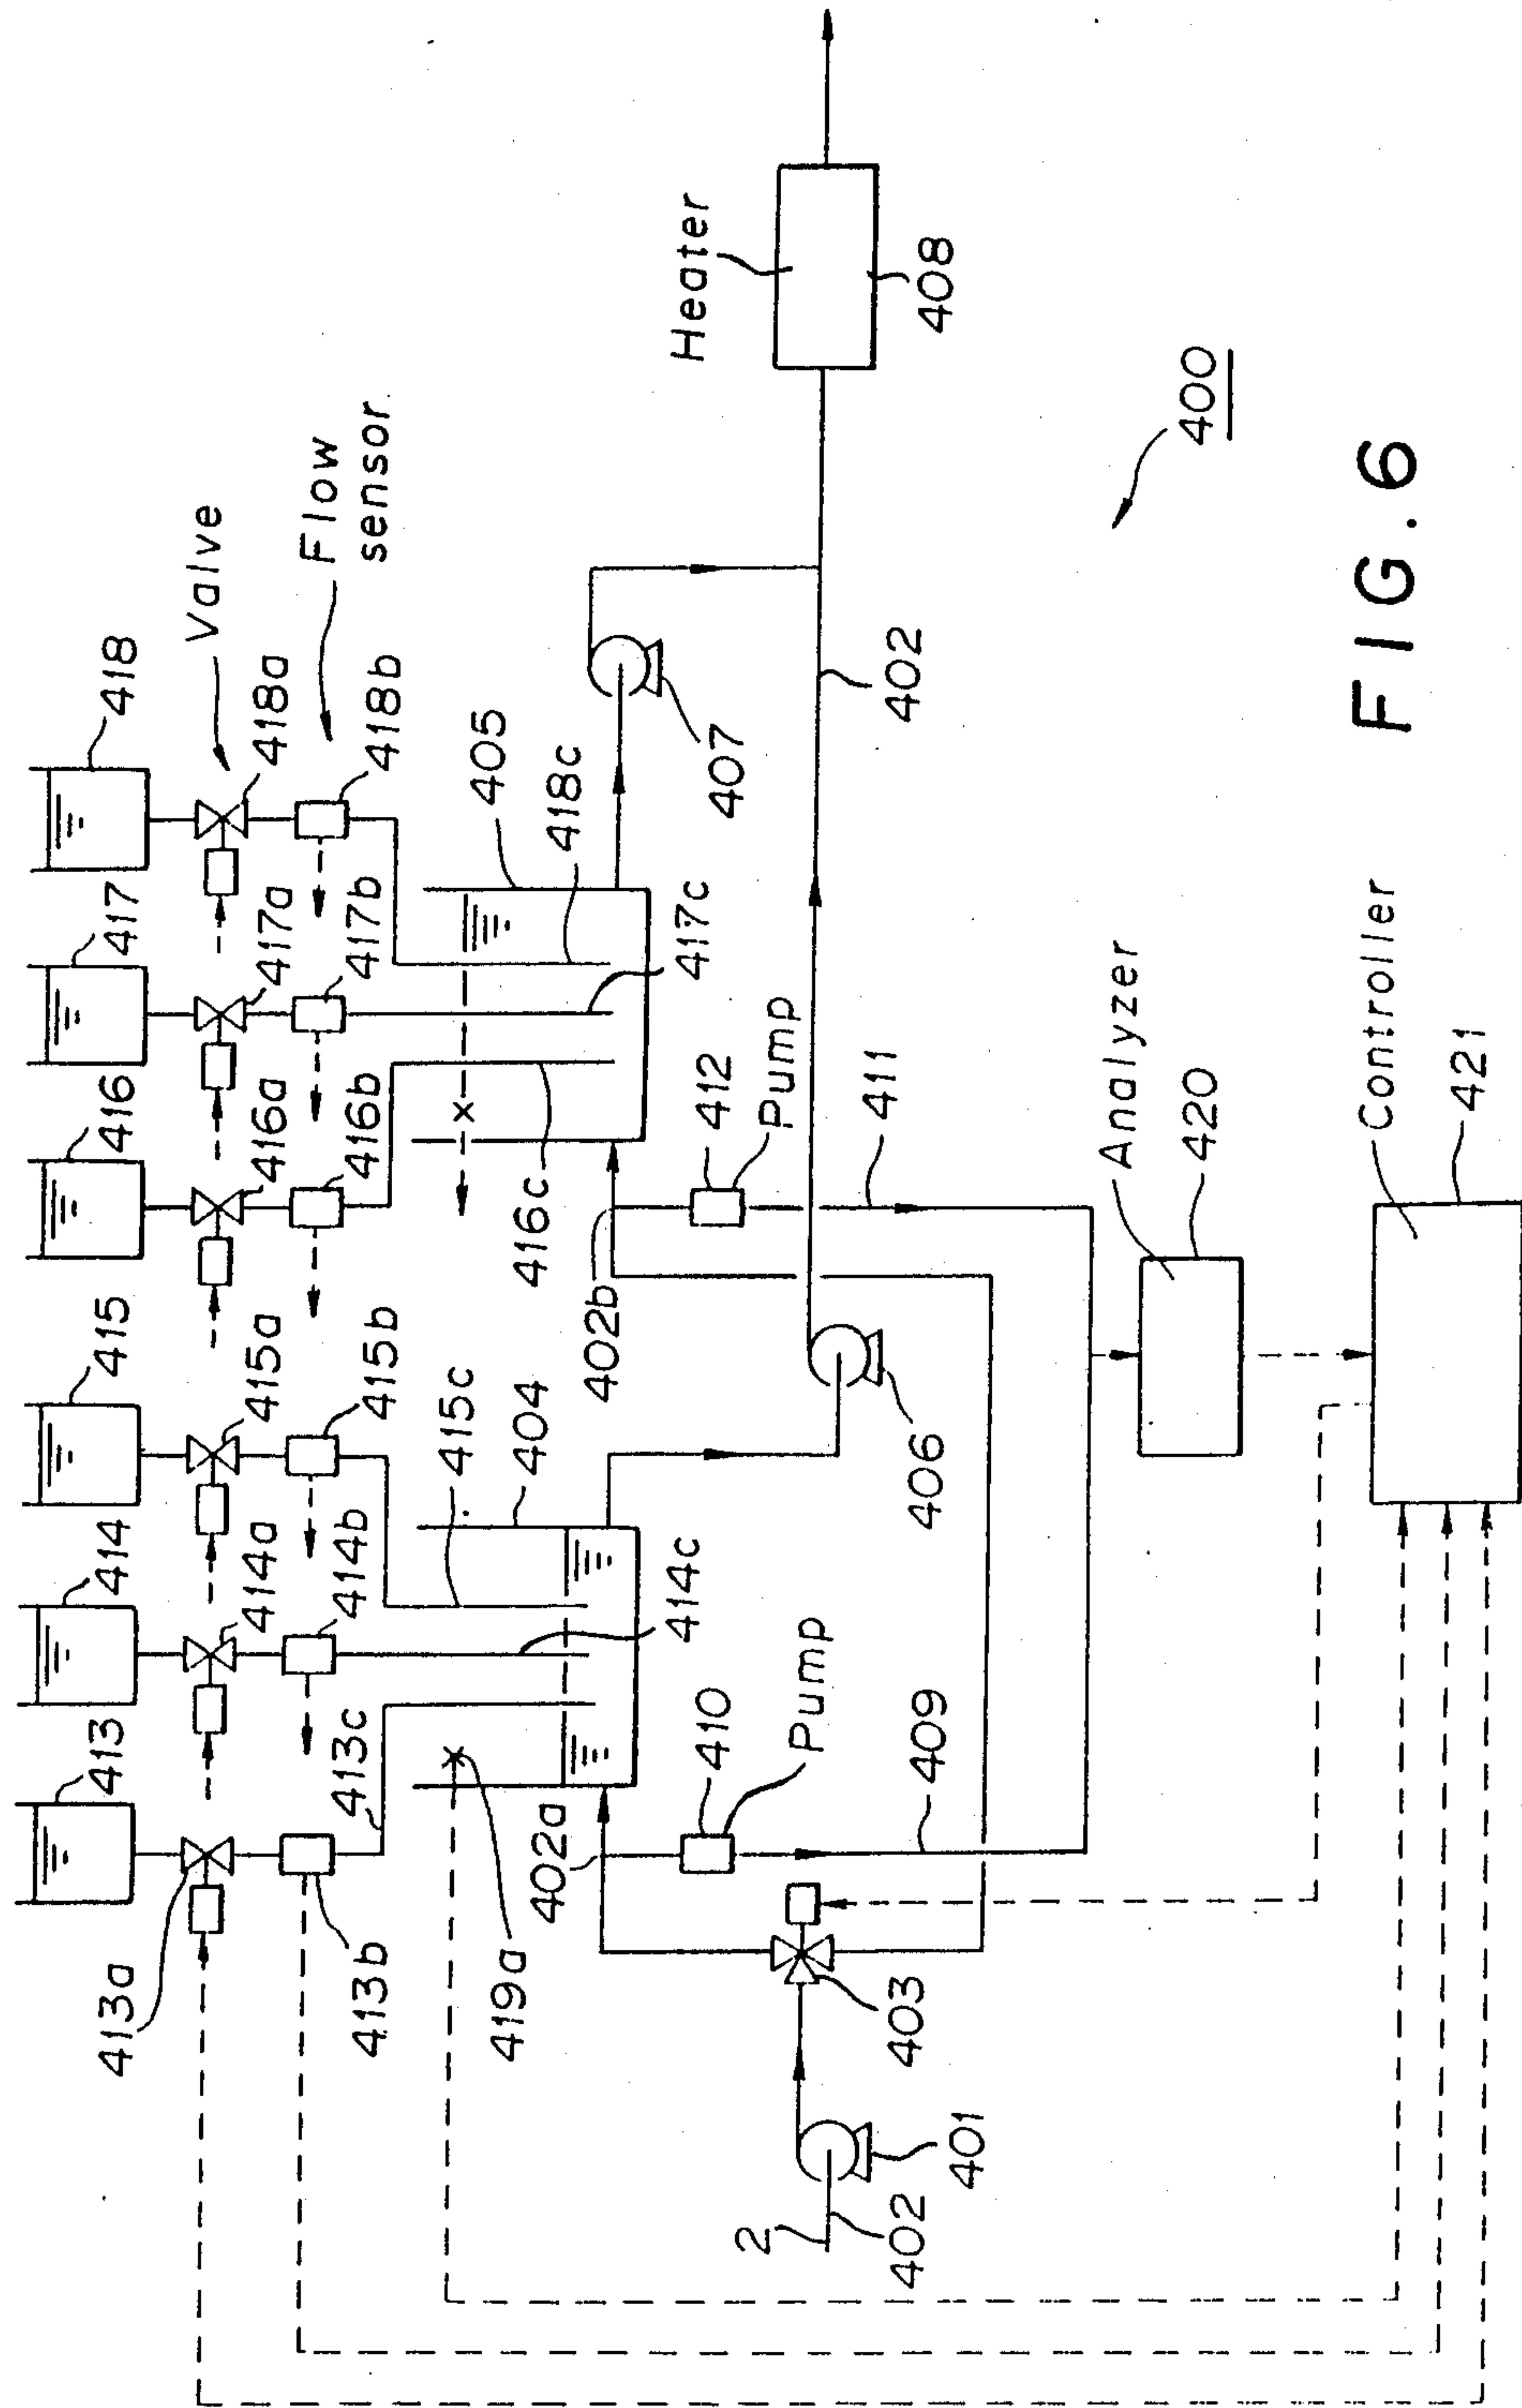 413
414
415
416
417
418
Valve
413a
414a
415a
416a
417a
418a
Flow
sensor
413b
414b
415b
416b
417b
418b
413c
415c
404
405
414c
416c
418c
417c
419a
402a
402b
410
Pump
412
Pump
407
Heater
408
2
402
401
403
409
406
411
402
400
Analyzer
420
Controller
421
FIG. 6